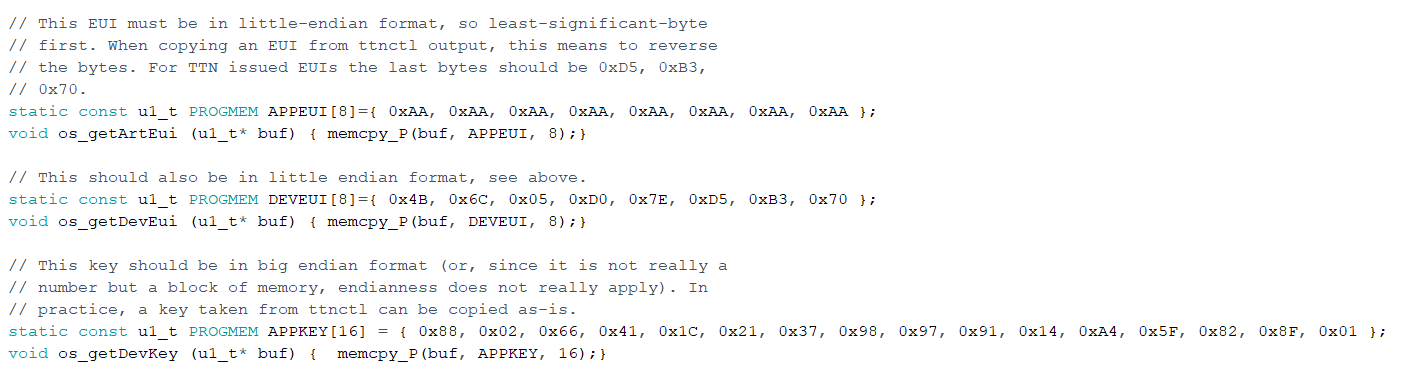 // This EUI must be in little-endian format, so least-significant-byte
// first. When copying an EUI from ttnctl output, this means to reverse
// the bytes. For TTN issued EUIs the last bytes should be 0xD5, 0xB3,
// 0x70.
static const u1_t PROGMEM APPEUI[8]={ 0xAA, 0xAA, 0xAA, 0xAA, 0xAA, 0xAA, 0xAA, 0xAA };
void os_getArtEui (u1_t* buf) { memcpy_P(buf, APPEUI, 8);}
// This should also be in little endian format, see above.
static const u1_t PROGMEM DEVEUI[8]={ 0x4B, 0x6C, 0x05, 0xD0, 0x7E, 0xD5, 0xB3, 0x70 };
void os_getDevEui (u1_t* buf) { memcpy_P(buf, DEVEUI, 8);}
// This key should be in big endian format (or, since it is not really a
// number but a block of memory, endianness does not really apply). In
// practice, a key taken from ttnctl can be copied as-is.
static const u1_t PROGMEM APPKEY[16] = { 0x88, 0x02, 0x66, 0x41, 0x1C, 0x21, 0x37, 0x98, 0x97, 0x91, 0x14, 0xA4, 0x5F, 0x82, 0x8F, 0x01 };
void os_getDevKey (u1_t* buf) {  memcpy_P(buf, APPKEY, 16);}